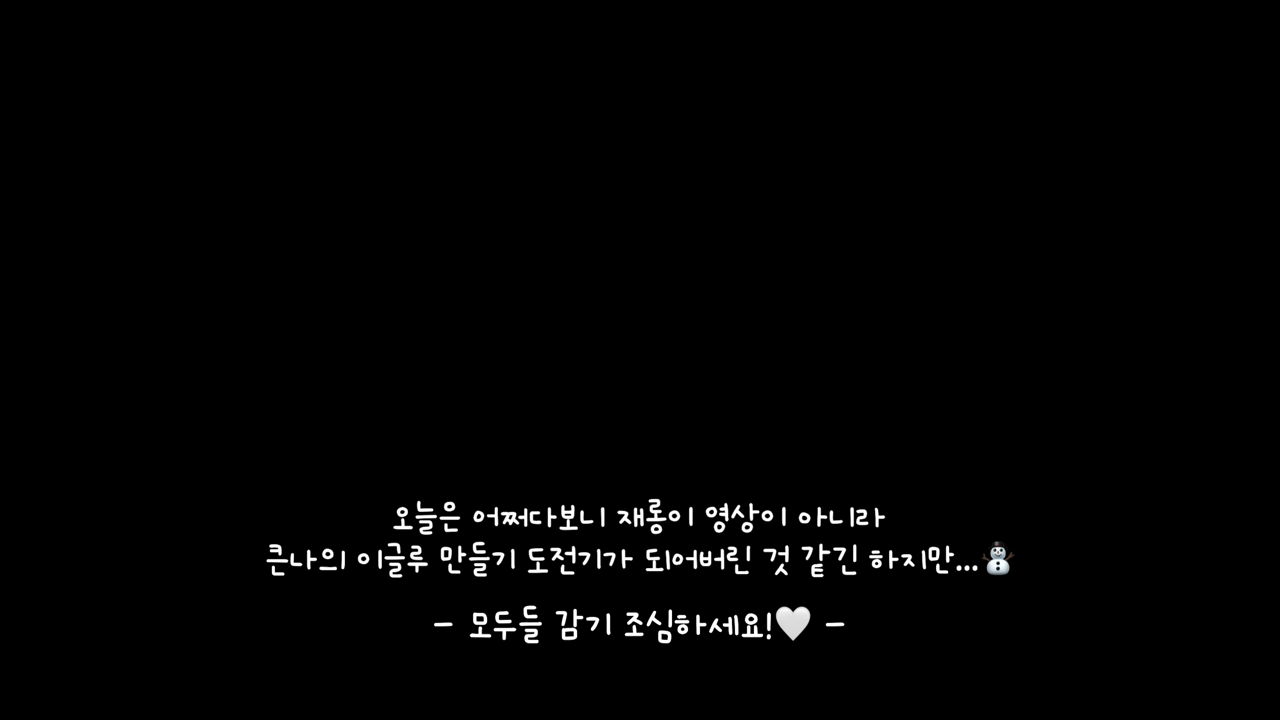 오늘은 어쩌다보니 재롱이 영상이 아니라
큰나의 이글루 만들기 도전기가 되어버린 것 같긴 하지만...⛄
- 모두들 감기 조심하세요!🤍 -